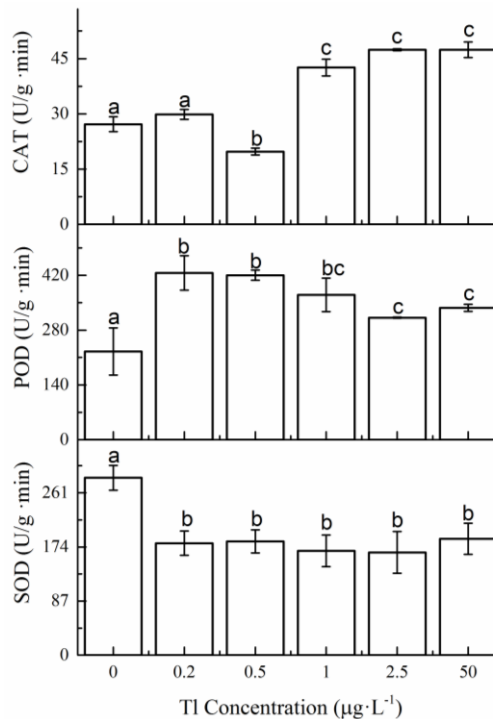 CAT (U/g ·min)
45
30
15
0
a
a
b
c
c
c
POD (U/g ·min)
420
280
140
0
a
b
b
bc
c
c
SOD (U/g ·min)
261
174
87
0
a
b
b
b
b
b
0 0.2 0.5 1 2.5 50
Tl Concentration (μg·L⁻¹)